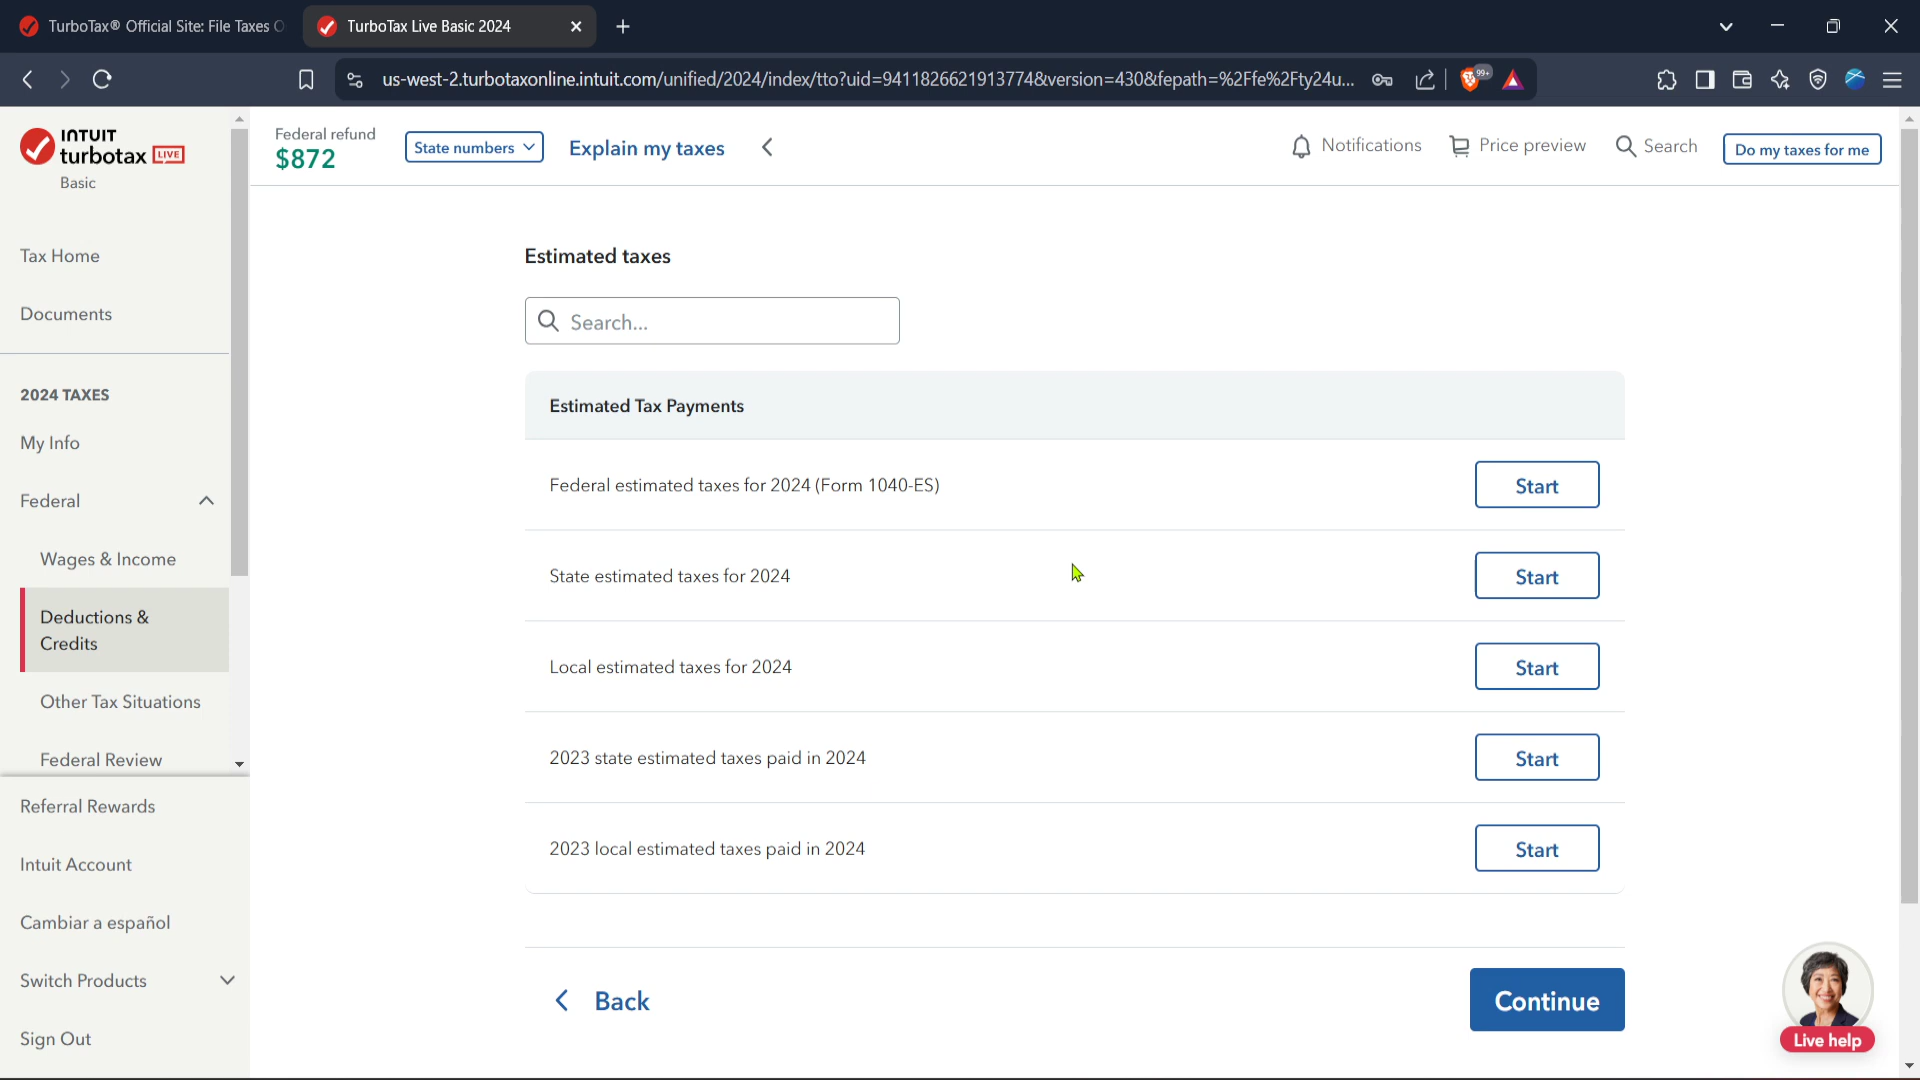 TurboTax® Official Site: File Taxes O
TurboTax Live Basic 2024
us-west-2.turbotaxonline.intuit.com/unified/2024/index/tto?uid=9411826621913774&version=430&fepath=%2Ffe%2Fty24u...
99+
INTUIT
turbotax LIVE
Basic
Federal refund
$872
State numbers
Explain my taxes
Notifications
Price preview
Search
Do my taxes for me
Tax Home
Documents
2024 TAXES
My Info
Federal
Wages & Income
Deductions &
Credits
Other Tax Situations
Federal Review
Referral Rewards
Intuit Account
Cambiar a español
Switch Products
Sign Out
Estimated taxes
Search...
Estimated Tax Payments
Federal estimated taxes for 2024 (Form 1040-ES)
Start
State estimated taxes for 2024
Start
Local estimated taxes for 2024
Start
2023 state estimated taxes paid in 2024
Start
2023 local estimated taxes paid in 2024
Start
Back
Continue
Live help